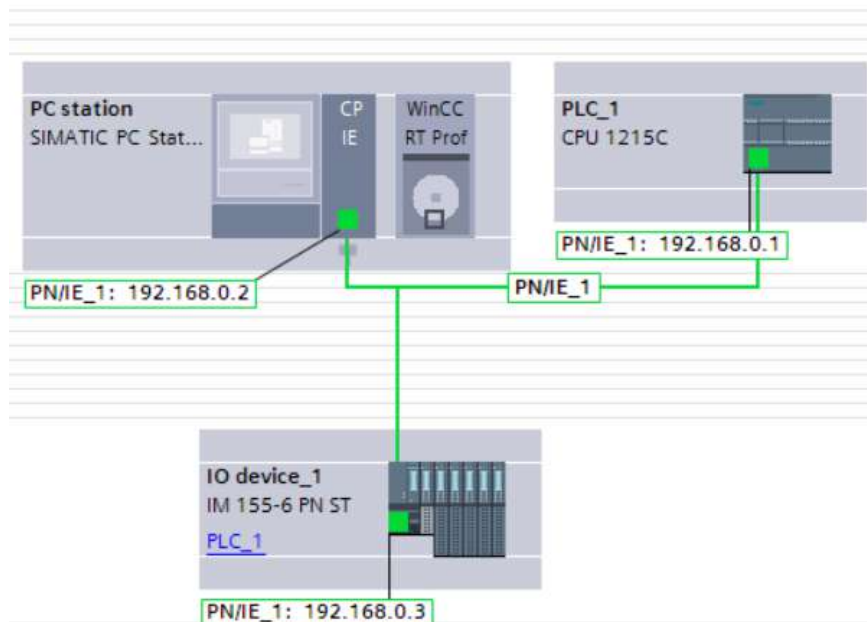 PC station
SIMATIC PC Stat...
CP
IE
WinCC
RT Prof
PN/IE_1: 192.168.0.2
PLC_1
CPU 1215C
PN/IE_1: 192.168.0.1
PN/IE_1
IO device_1
IM 155-6 PN ST
PLC_1
PN/IE_1: 192.168.0.3